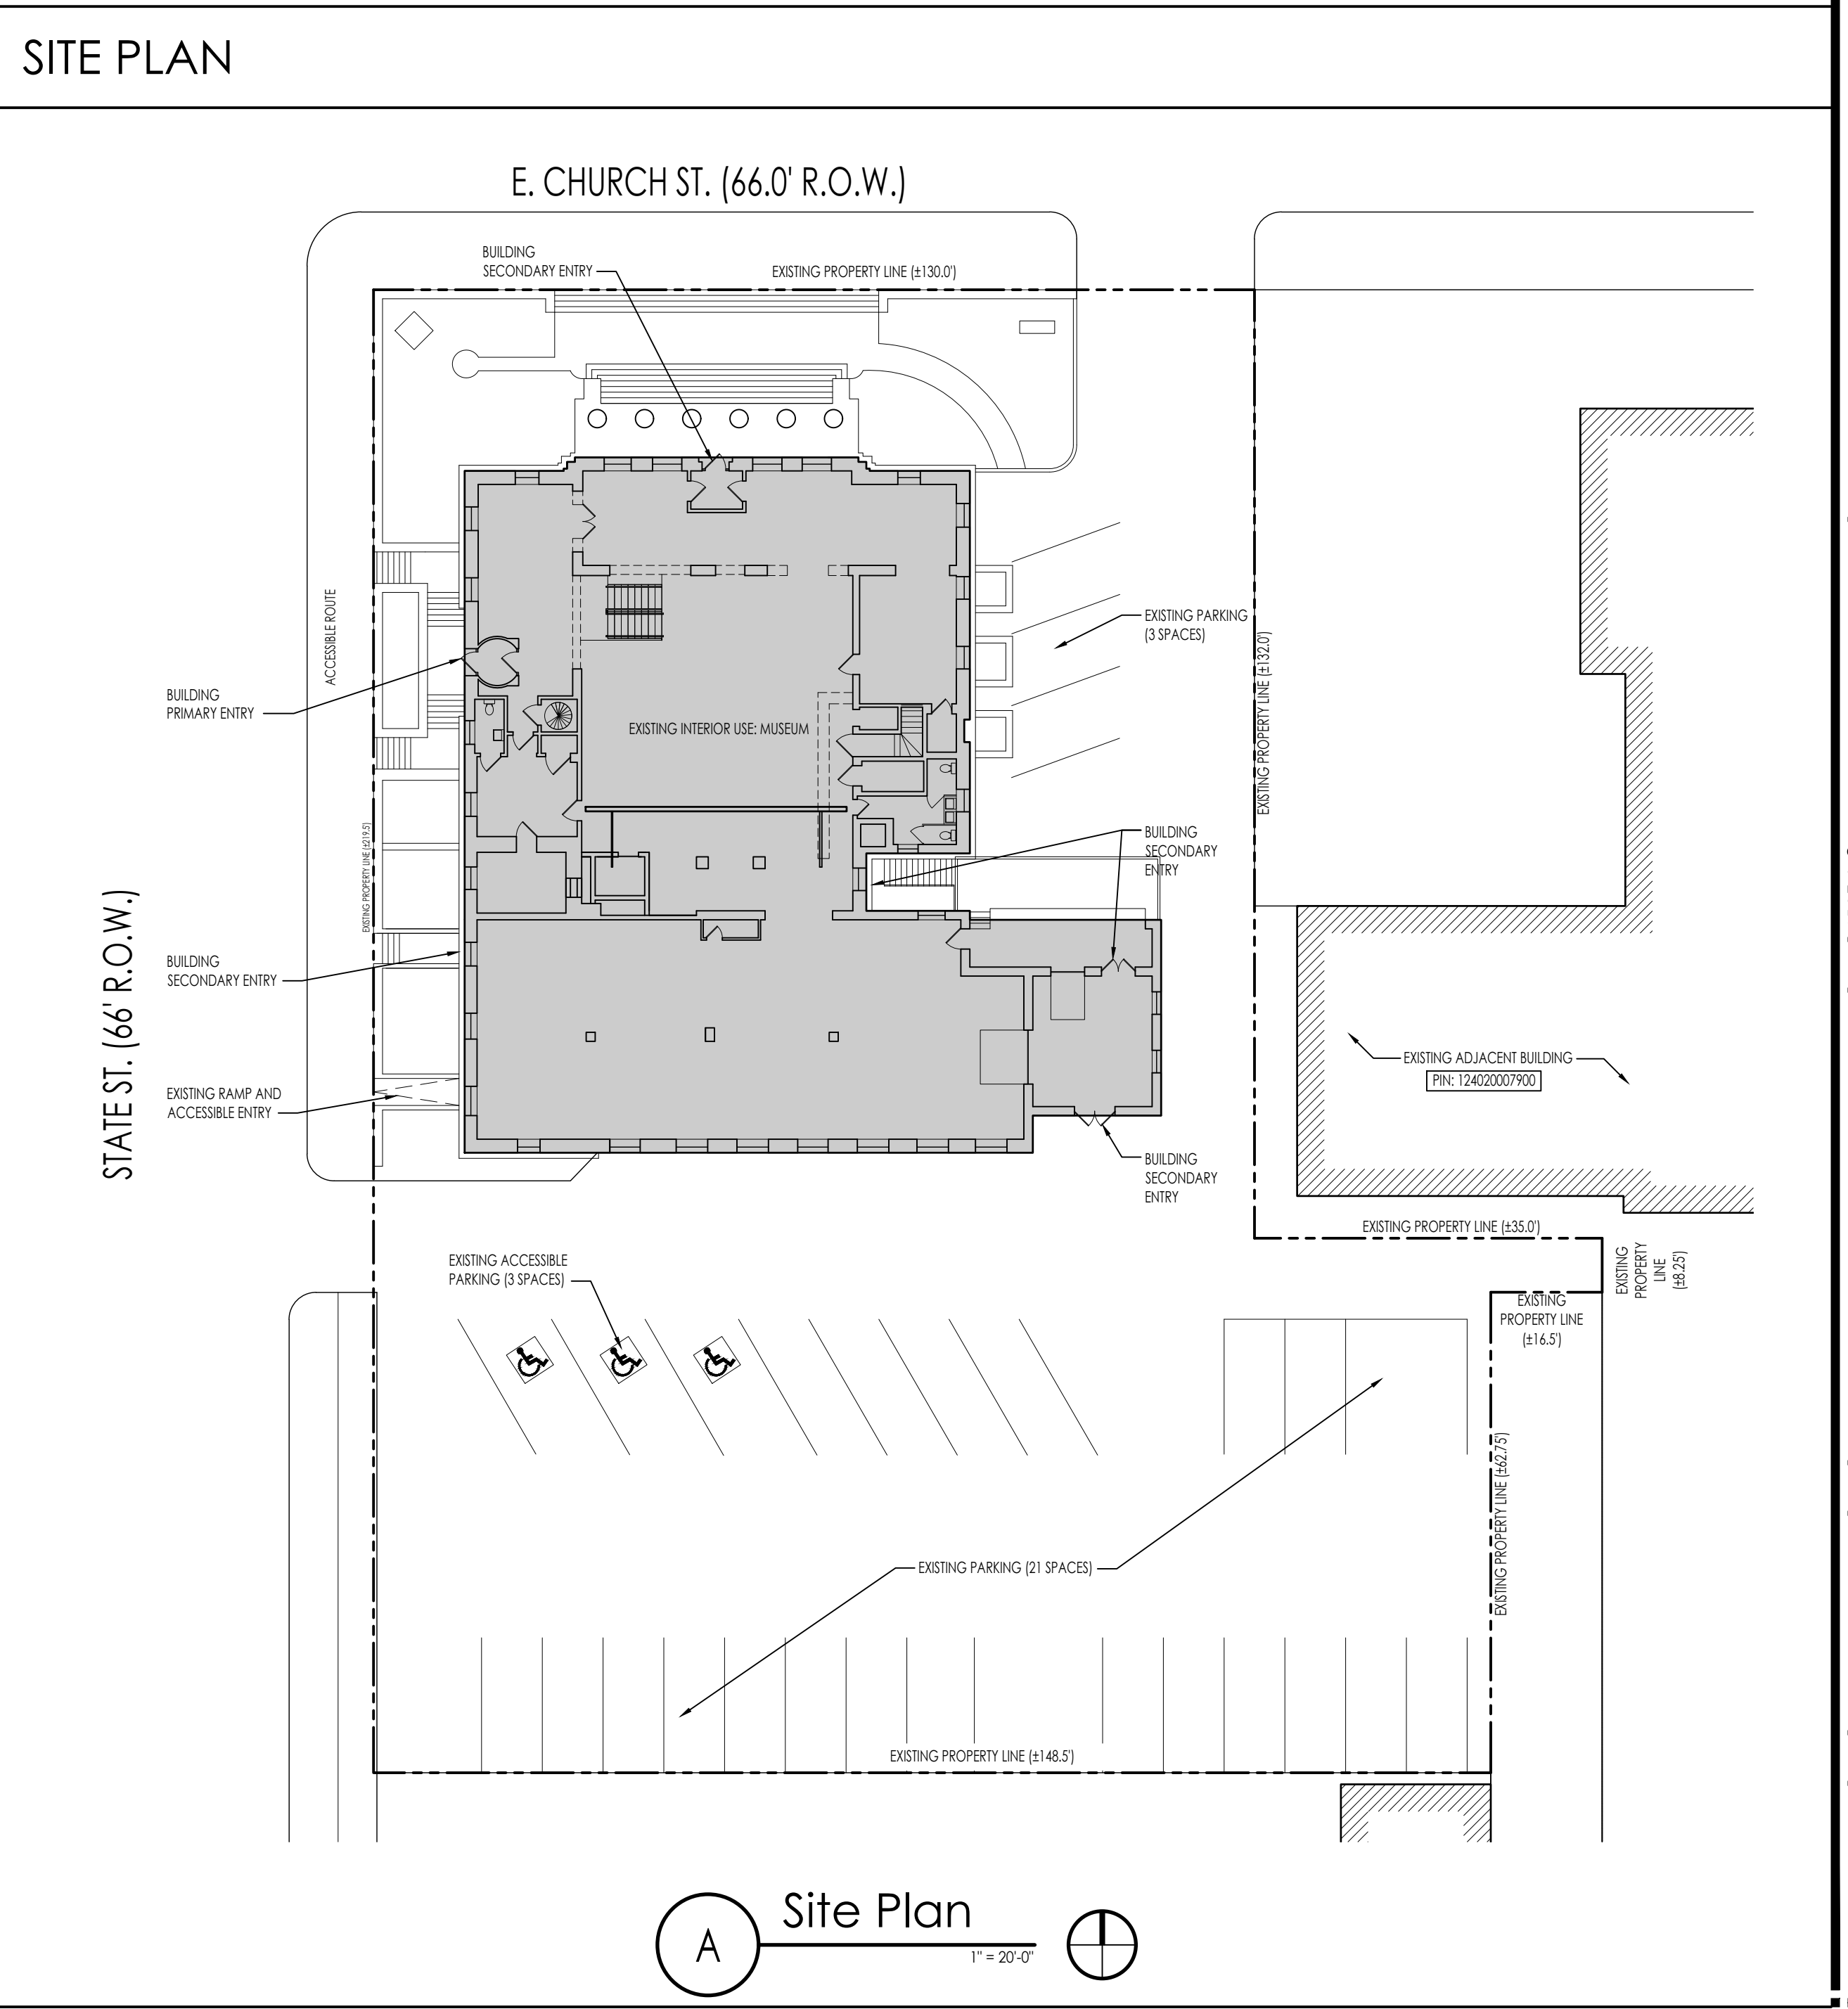 SITE PLAN
E. CHURCH ST. (66.0' R.O.W.)
BUILDING
SECONDARY ENTRY
EXISTING PROPERTY LINE (±130.0')
ACCESSIBLE ROUTE
EXISTING PARKING
(3 SPACES)
EXISTING PROPERTY LINE (±132.0')
BUILDING
PRIMARY ENTRY
EXISTING INTERIOR USE: MUSEUM
EXISTING PROPERTY LINE (±219.5')
BUILDING
SECONDARY
ENTRY
STATE ST. (66' R.O.W.)
BUILDING
SECONDARY ENTRY
EXISTING ADJACENT BUILDING
PIN: 124020007900
EXISTING RAMP AND
ACCESSIBLE ENTRY
BUILDING
SECONDARY
ENTRY
EXISTING PROPERTY LINE (±35.0')
EXISTING
PROPERTY
LINE
(±8.25')
EXISTING ACCESSIBLE
PARKING (3 SPACES)
EXISTING
PROPERTY LINE
(±16.5')
EXISTING PROPERTY LINE (±62.75')
EXISTING PARKING (21 SPACES)
EXISTING PROPERTY LINE (±148.5')
A
Site Plan
1" = 20'-0"